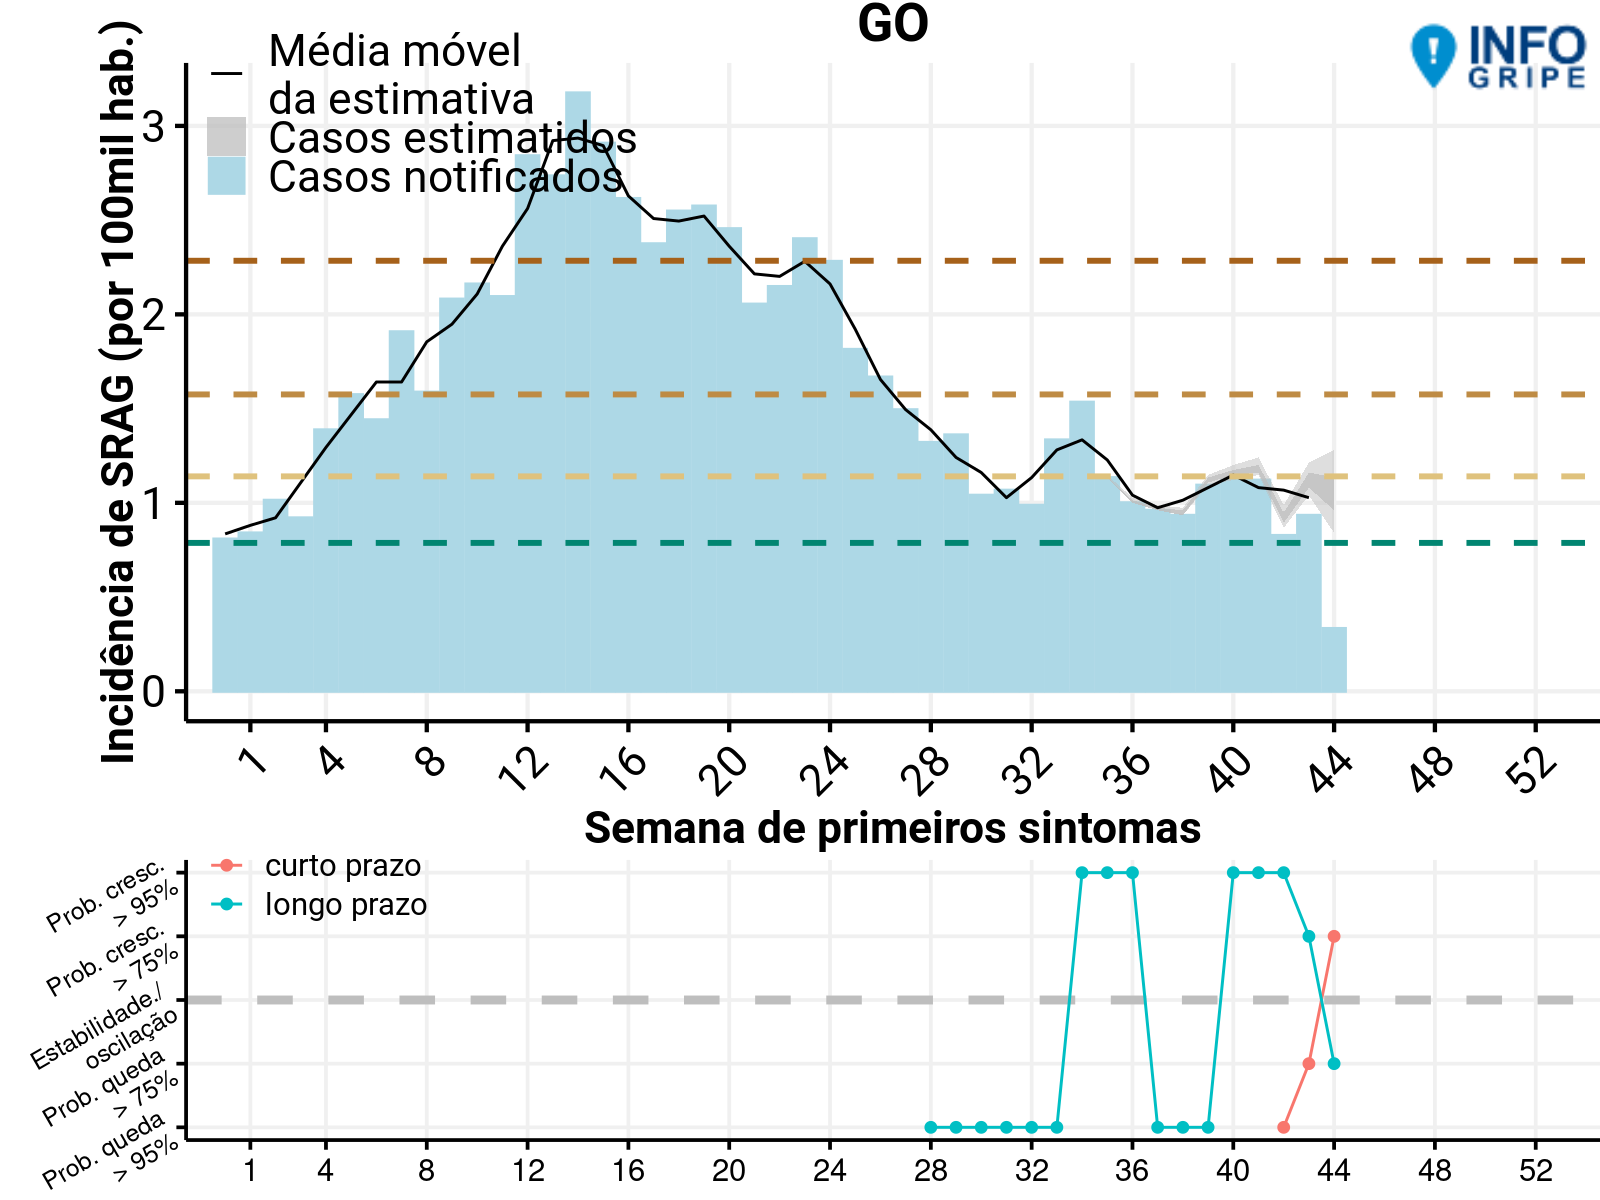 GO
INFO
GRIPE
Média móvel
da estimativa
Casos estimatidos
Casos notificados
Incidência de SRAG (por 100mil hab.)
3
2
1
0
1 4 8 12 16 20 24 28 32 36 40 44 48 52
Semana de primeiros sintomas
curto prazo
longo prazo
Prob. cresc.
> 95%
Prob. cresc.
> 75%
Estabilidade./
oscilação
Prob. queda
> 75%
Prob. queda
> 95%
1 4 8 12 16 20 24 28 32 36 40 44 48 52